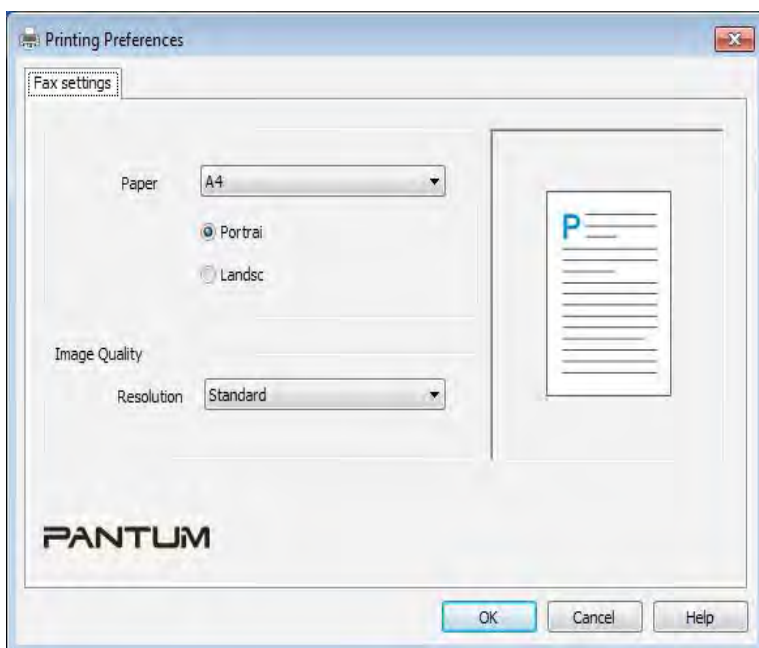 Printing Preferences
Fax settings
Paper
A4
Portrai
Landsc
P
Image Quality
Resolution
Standard
PANTUM
OK
Cancel
Help